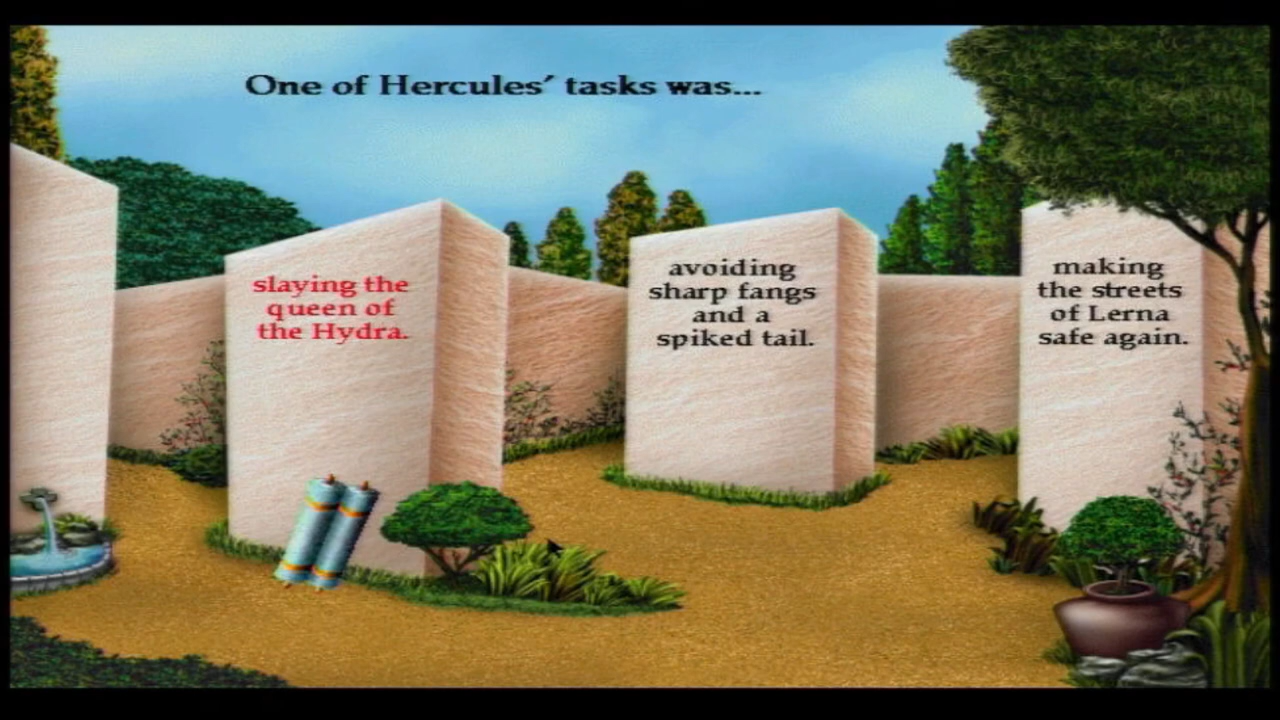 One of Hercules' tasks was...
slaying the
queen of
the Hydra.
avoiding
sharp fangs
and a
spiked tail.
making
the streets
of Lerna
safe again.